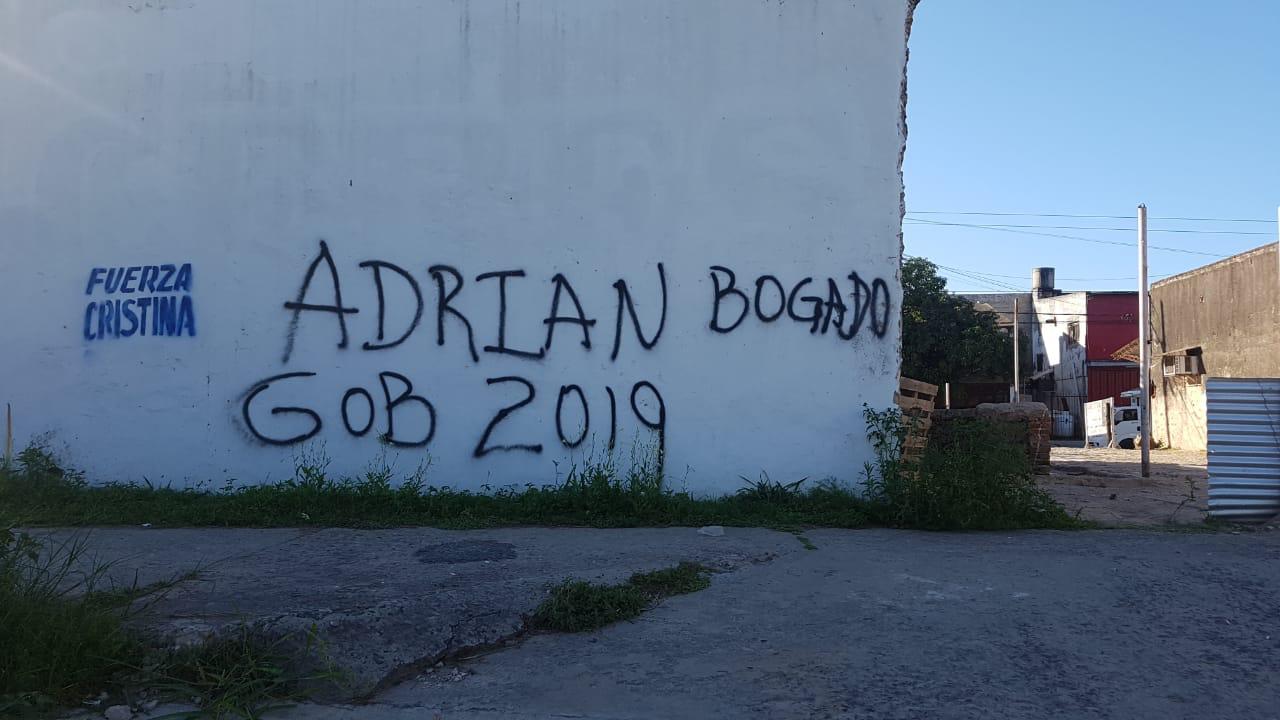 FUERZA
CRISTINA
ADRIAN BOGADO
GOB 2019